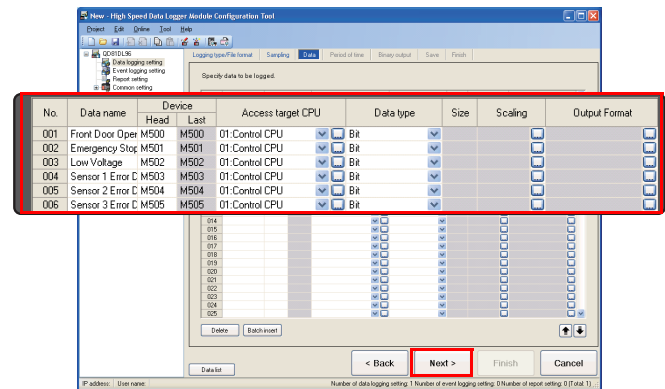 New - High Speed Data Logger Module Configuration Tool
Project Edit Online Tool Help
QD81DL96
Data logging setting
Event logging setting
Report setting
Common setting
Logging type/File format Sampling Data Period of time Binary output Save Finish
Specify data to be logged.
No. Data name Device Access target CPU Data type Size Scaling Output Format
Head Last
001 Front Door Oper M500 M500 01:Control CPU Bit
002 Emergency Stop M501 M501 01:Control CPU Bit
003 Low Voltage M502 M502 01:Control CPU Bit
004 Sensor 1 Error D M503 M503 01:Control CPU Bit
005 Sensor 2 Error D M504 M504 01:Control CPU Bit
006 Sensor 3 Error D M505 M505 01:Control CPU Bit
014
015
016
017
018
019
020
021
022
023
024
025
Delete Batch insert
Data list
< Back Next > Finish Cancel
IP address: User name: Number of data logging setting: 1 Number of event logging setting: 0 Number of report setting: 0 (Total 1)